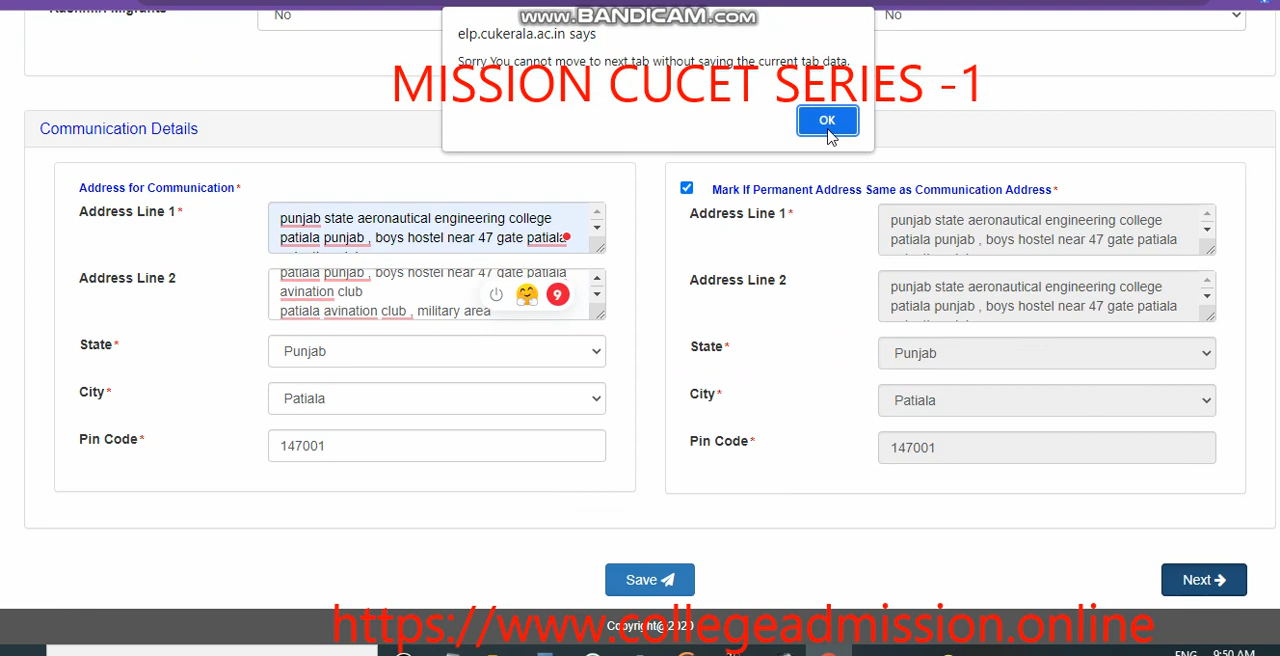 www.BANDICAM.com
Kashmiri Migrants
No
No
elp.cukerala.ac.in says
Sorry You cannot move to next tab without saving the current tab data.
MISSION CUCET SERIES -1
OK
Communication Details
Address for Communication*
Mark If Permanent Address Same as Communication Address*
Address Line 1*
punjab state aeronautical engineering college
patiala punjab , boys hostel near 47 gate patiala
Address Line 1*
punjab state aeronautical engineering college
patiala punjab , boys hostel near 47 gate patiala
Address Line 2
patiala punjab , boys hostel near 47 gate patiala
avination club
patiala avination club , military area
9
Address Line 2
punjab state aeronautical engineering college
patiala punjab , boys hostel near 47 gate patiala
State*
Punjab
State*
Punjab
City*
Patiala
City*
Patiala
Pin Code*
147001
Pin Code*
147001
Save
Next
Copyright@2020
https://www.collegeadmission.online
ENG
9:50 AM